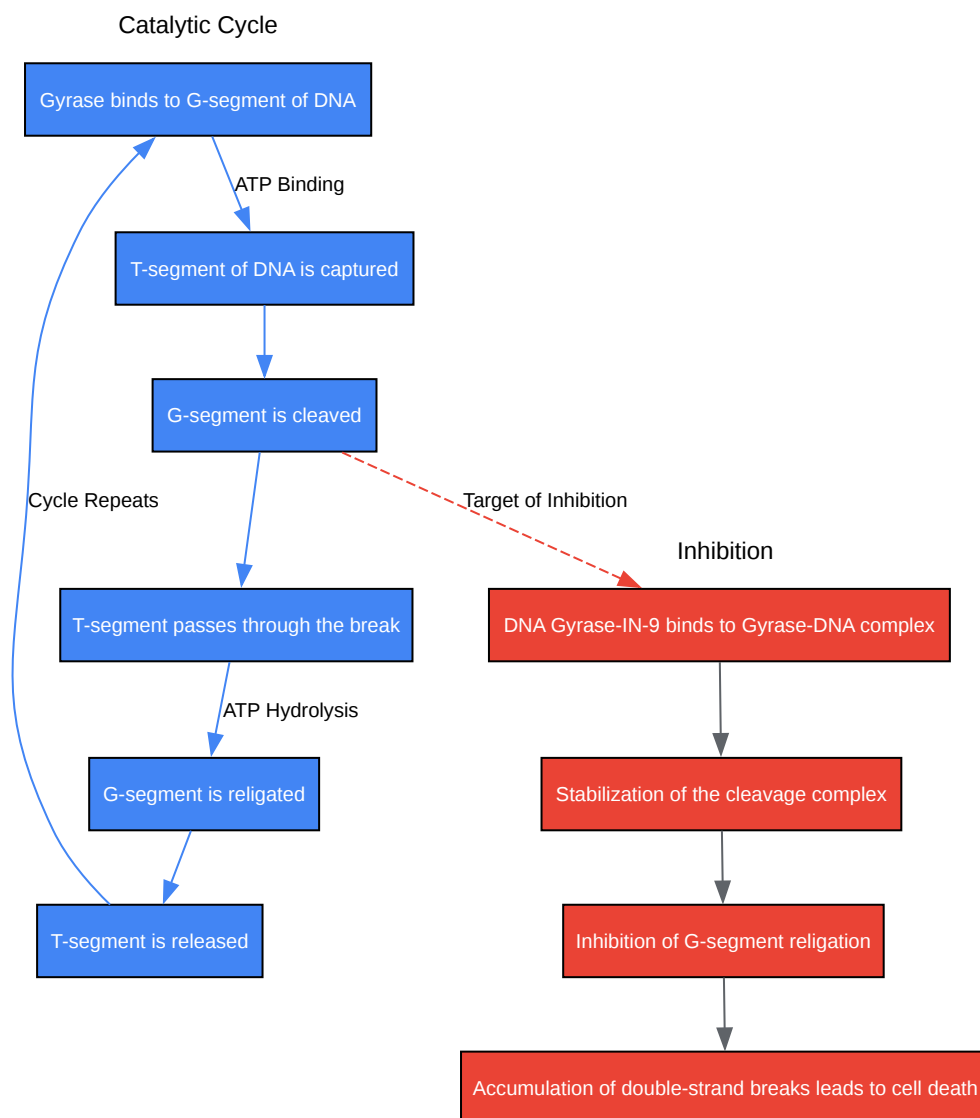 Catalytic Cycle
Gyrase binds to G-segment of DNA
ATP Binding
T-segment of DNA is captured
G-segment is cleaved
Cycle Repeats
Target of Inhibition
Inhibition
T-segment passes through the break
DNA Gyrase-IN-9 binds to Gyrase-DNA complex
ATP Hydrolysis
G-segment is religated
Stabilization of the cleavage complex
T-segment is released
Inhibition of G-segment religation
Accumulation of double-strand breaks leads to cell death